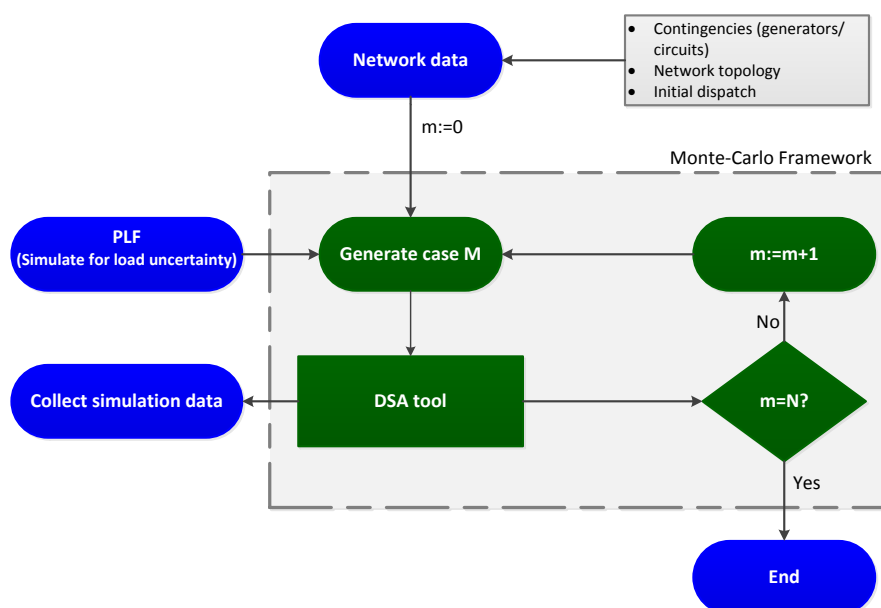 Network data
• Contingencies (generators/
circuits)
• Network topology
• Initial dispatch
m:=0
Monte-Carlo Framework
PLF
(Simulate for load uncertainty)
Generate case M
m:=m+1
No
Collect simulation data
DSA tool
m=N?
Yes
End